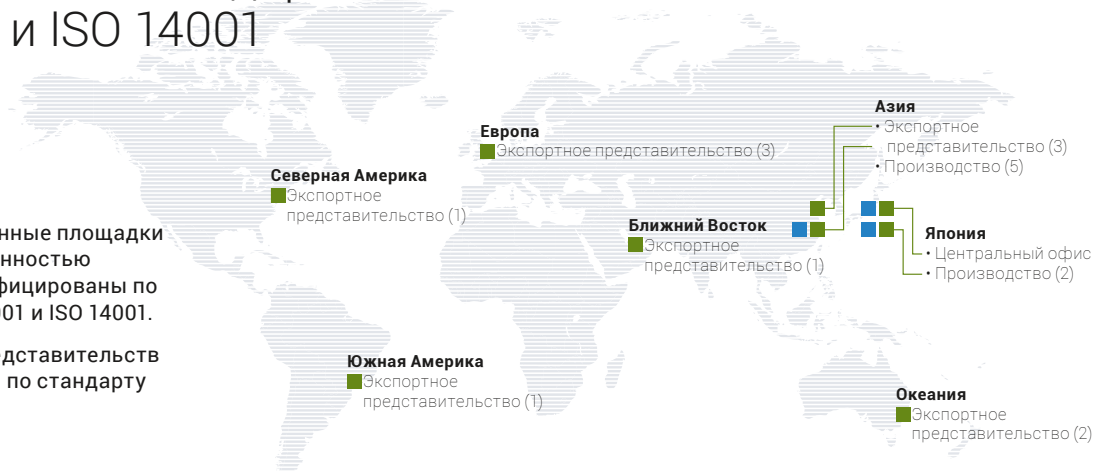 и ISO 14001
нные площадки
нностью
фицированы по
001 и ISO 14001.
едставительств
по стандарту
Северная Америка
Экспортное
представительство (1)
Южная Америка
Экспортное
представительство (1)
Европа
Экспортное представительство (3)
Ближний Восток
Экспортное
представительство (1)
Азия
• Экспортное
представительство (3)
• Производство (5)
Япония
• Центральный офис
• Производство (2)
Океания
Экспортное
представительство (2)